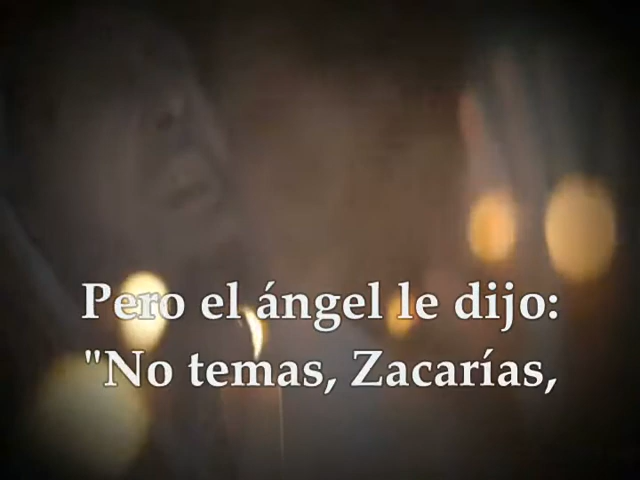 Pero el ángel le dijo:
"No temas, Zacarías,